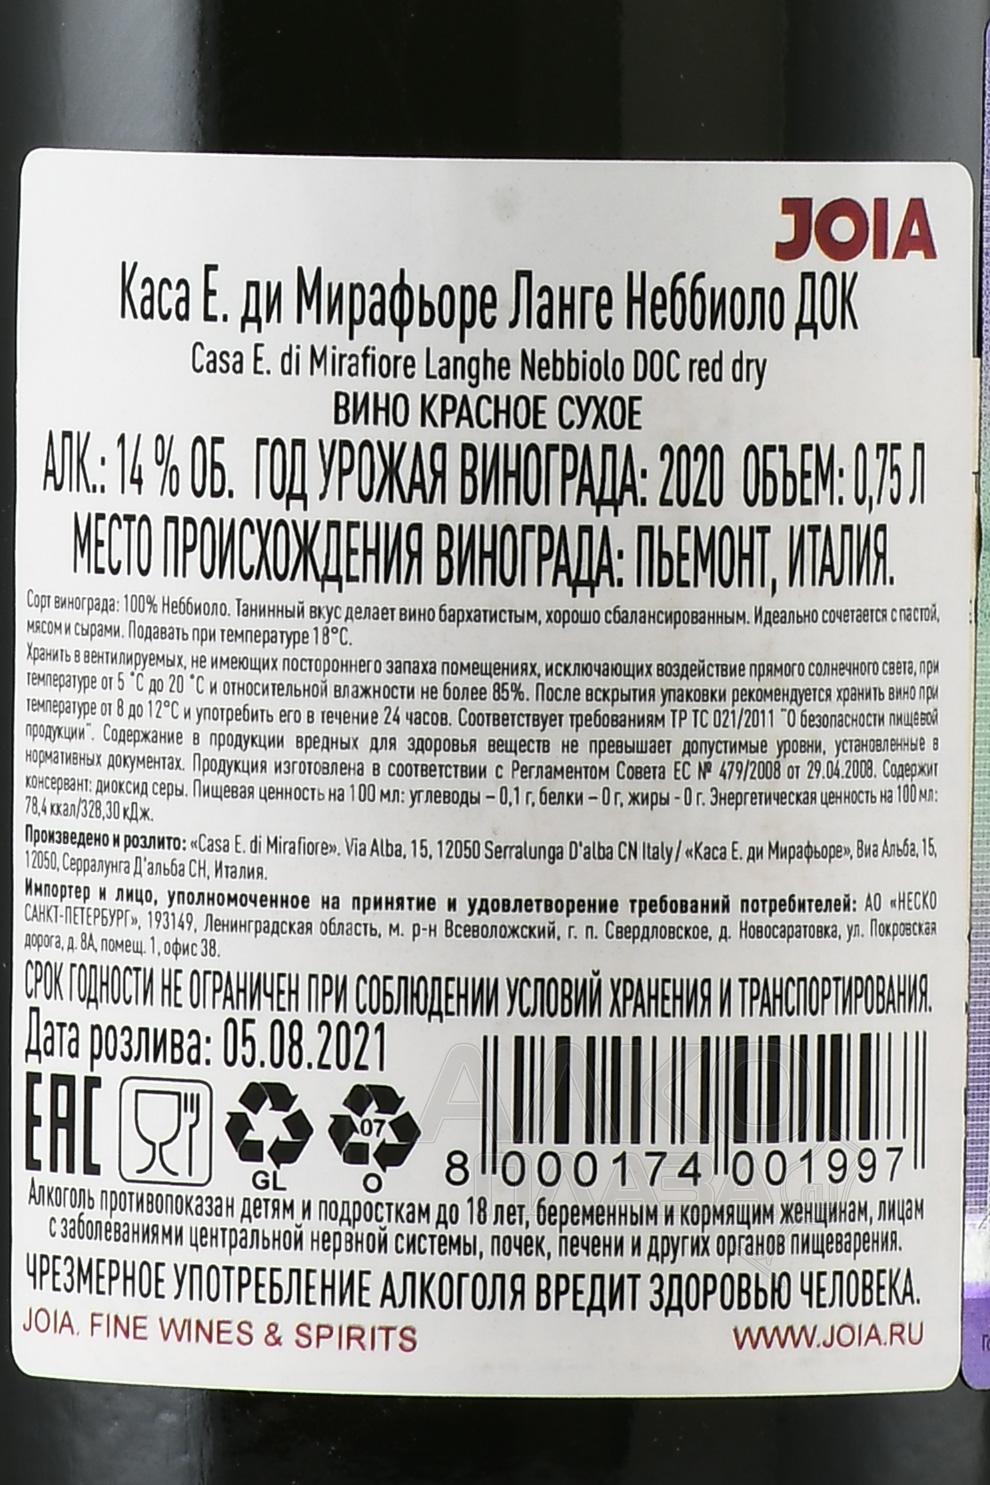 JOIA
Каса Е. ди Мирафьоре Ланге Неббиоло ДОК
Casa E. di Mirafiore Langhe Nebbiolo DOC red dry
ВИНО КРАСНОЕ СУХОЕ
АЛК.: 14 % ОБ. ГОД УРОЖАЯ ВИНОГРАДА: 2020 ОБЪЕМ: 0,75 Л
МЕСТО ПРОИСХОЖДЕНИЯ ВИНОГРАДА: ПЬЕМОНТ, ИТАЛИЯ.
Сорт винограда: 100% Неббиоло. Танинный вкус делает вино бархатистым, хорошо сбалансированным. Идеально сочетается с пастой,
мясом и сырами. Подавать при температуре 18°C.
Хранить в вентилируемых, не имеющих постороннего запаха помещениях, исключающих воздействие прямого солнечного света, при
температуре от 5 °C до 20 °C и относительной влажности не более 85%. После вскрытия упаковки рекомендуется хранить вино при
температуре от 8 до 12°C и употребить его в течение 24 часов. Соответствует требованиям ТР ТС 021/2011 "О безопасности пищевой
продукции". Содержание в продукции вредных для здоровья веществ не превышает допустимые уровни, установленные в
нормативных документах. Продукция изготовлена в соответствии с Регламентом Совета ЕС № 479/2008 от 29.04.2008. Содержит
консервант: диоксид серы. Пищевая ценность на 100 мл: углеводы – 0,1 г, белки – 0 г, жиры - 0 г. Энергетическая ценность на 100 мл:
78,4 ккал/328,30 кДж.
Произведено и розлито: «Casa E. di Mirafiore». Via Alba, 15, 12050 Serralunga D'alba CN Italy/ «Каса Е. ди Мирафьоре», Виа Альба, 15,
12050, Серралунга Д'альба CH, Италия.
Импортер и лицо, уполномоченное на принятие и удовлетворение требований потребителей: АО «НЕСКО
САНКТ-ПЕТЕРБУРГ», 193149, Ленинградская область, м. р-н Всеволожский, г. п. Свердловское, д. Новосаратовка, ул. Покровская
дорога, д. 8А, помещ. 1, офис 38.
СРОК ГОДНОСТИ НЕ ОГРАНИЧЕН ПРИ СОБЛЮДЕНИИ УСЛОВИЙ ХРАНЕНИЯ И ТРАНСПОРТИРОВАНИЯ.
Дата розлива: 05.08.2021
EAC
07
GL
O
8 000174 001997
АЛКО
ПЛАЗА
Алкоголь противопоказан детям и подросткам до 18 лет, беременным и кормящим женщинам, лицам
с заболеваниями центральной нервной системы, почек, печени и других органов пищеварения.
ЧРЕЗМЕРНОЕ УПОТРЕБЛЕНИЕ АЛКОГОЛЯ ВРЕДИТ ЗДОРОВЬЮ ЧЕЛОВЕКА.
JOIA. FINE WINES & SPIRITS
WWW.JOIA.RU